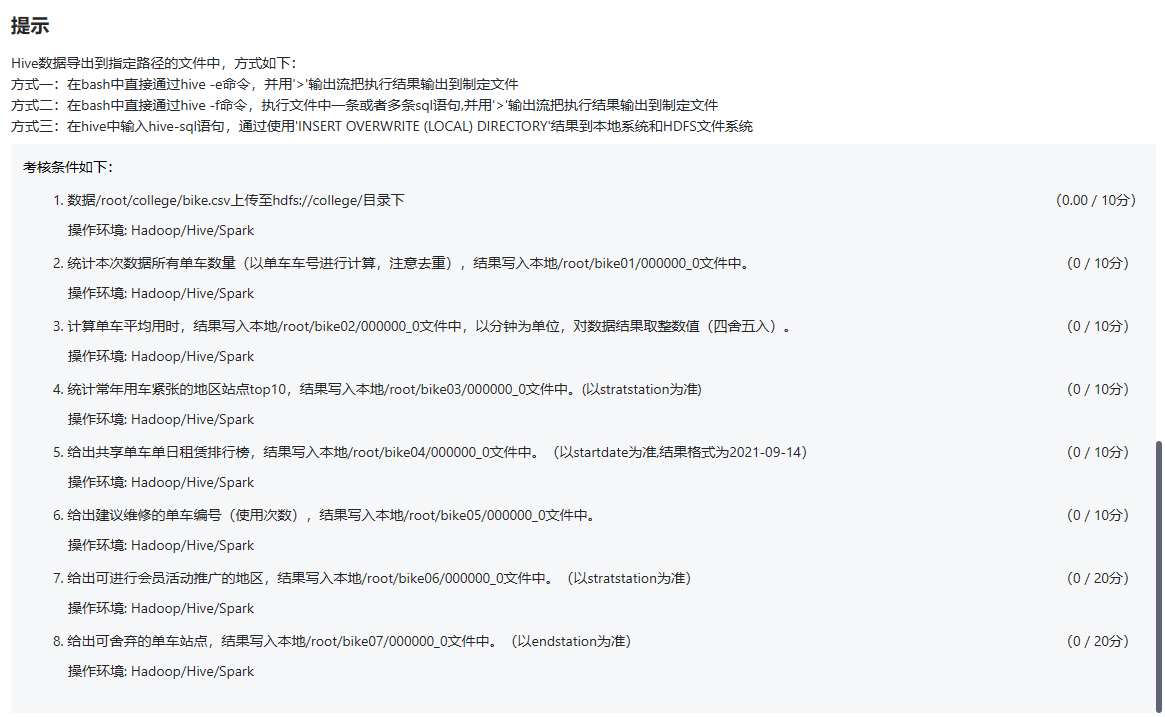 提示
Hive数据导出到指定路径的文件中，方式如下：
方式一：在bash中直接通过hive -e命令，并用'>'输出流把执行结果输出到制定文件
方式二：在bash中直接通过hive -f命令，执行文件中一条或者多条sql语句,并用'>'输出流把执行结果输出到制定文件
方式三：在hive中输入hive-sql语句，通过使用'INSERT OVERWRITE (LOCAL) DIRECTORY'结果到本地系统和HDFS文件系统
考核条件如下：
1. 数据/root/college/bike.csv上传至hdfs://college/目录下 （0.00 / 10分）
操作环境: Hadoop/Hive/Spark
2. 统计本次数据所有单车数量（以单车车号进行计算，注意去重），结果写入本地/root/bike01/000000_0文件中。 （0 / 10分）
操作环境: Hadoop/Hive/Spark
3. 计算单车平均用时，结果写入本地/root/bike02/000000_0文件中，以分钟为单位，对数据结果取整数值（四舍五入）。 （0 / 10分）
操作环境: Hadoop/Hive/Spark
4. 统计常年用车紧张的地区站点top10，结果写入本地/root/bike03/000000_0文件中。(以stratstation为准) （0 / 10分）
操作环境: Hadoop/Hive/Spark
5. 给出共享单车单日租赁排行榜，结果写入本地/root/bike04/000000_0文件中。（以startdate为准,结果格式为2021-09-14） （0 / 10分）
操作环境: Hadoop/Hive/Spark
6. 给出建议维修的单车编号（使用次数），结果写入本地/root/bike05/000000_0文件中。 （0 / 10分）
操作环境: Hadoop/Hive/Spark
7. 给出可进行会员活动推广的地区，结果写入本地/root/bike06/000000_0文件中。（以stratstation为准） （0 / 20分）
操作环境: Hadoop/Hive/Spark
8. 给出可舍弃的单车站点，结果写入本地/root/bike07/000000_0文件中。（以endstation为准） （0 / 20分）
操作环境: Hadoop/Hive/Spark